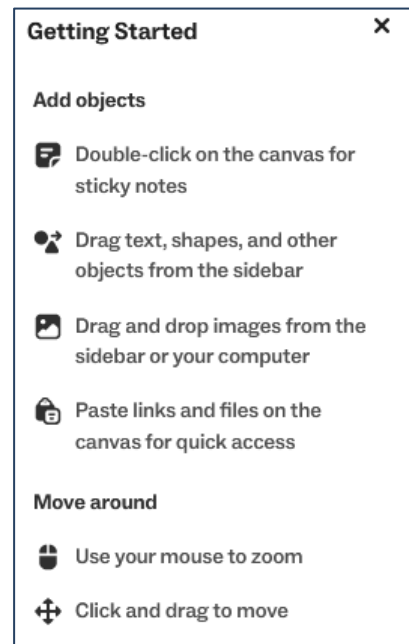 Getting Started
Add objects
Double-click on the canvas for
sticky notes
Drag text, shapes, and other
objects from the sidebar
Drag and drop images from the
sidebar or your computer
Paste links and files on the
canvas for quick access
Move around
Use your mouse to zoom
Click and drag to move